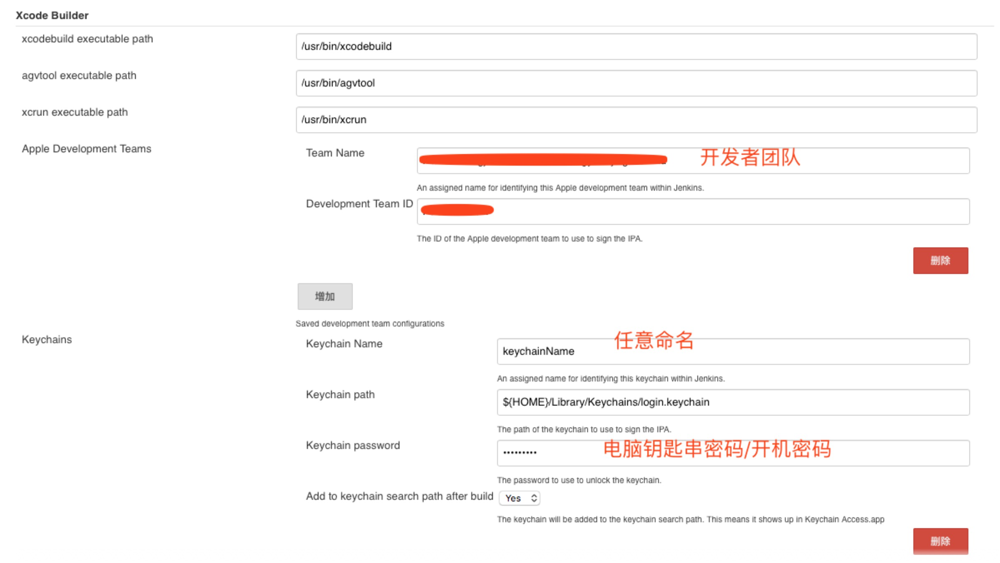 Xcode Builder
xcodebuild executable path
/usr/bin/xcodebuild
agvtool executable path
/usr/bin/agvtool
xcrun executable path
/usr/bin/xcrun
Apple Development Teams
Team Name
开发者团队
An assigned name for identifying this Apple development team within Jenkins.
Development Team ID
The ID of the Apple development team to use to sign the IPA.
删除
增加
Saved development team configurations
Keychains
Keychain Name
keychainName
任意命名
An assigned name for identifying this keychain within Jenkins.
Keychain path
${HOME}/Library/Keychains/login.keychain
The path of the keychain to use to sign the IPA.
Keychain password
•••••••••
电脑钥匙串密码/开机密码
The password to use to unlock the keychain.
Add to keychain search path after build
Yes
The keychain will be added to the keychain search path. This means it shows up in Keychain Access.app
删除